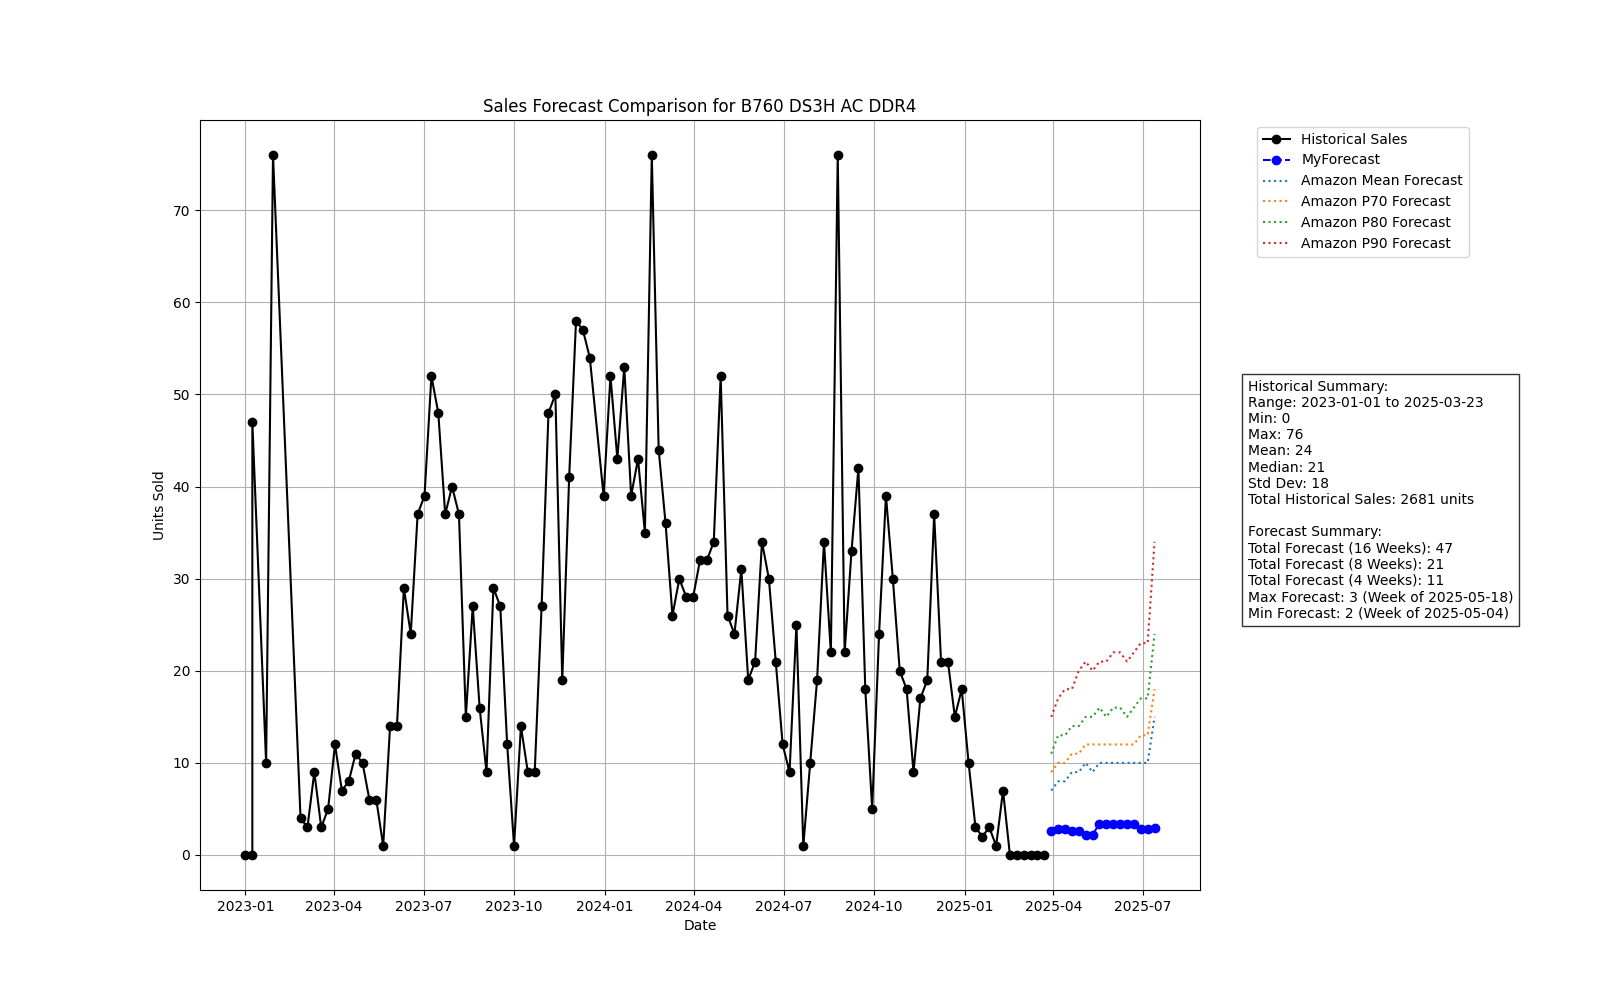 Sales Forecast Comparison for B760 DS3H AC DDR4
Historical Sales
MyForecast
Amazon Mean Forecast
Amazon P70 Forecast
Amazon P80 Forecast
Amazon P90 Forecast
70
60
50
40
30
20
10
0
Units Sold
Historical Summary:
Range: 2023-01-01 to 2025-03-23
Min: 0
Max: 76
Mean: 24
Median: 21
Std Dev: 18
Total Historical Sales: 2681 units
Forecast Summary:
Total Forecast (16 Weeks): 47
Total Forecast (8 Weeks): 21
Total Forecast (4 Weeks): 11
Max Forecast: 3 (Week of 2025-05-18)
Min Forecast: 2 (Week of 2025-05-04)
2023-01 2023-04 2023-07 2023-10 2024-01 2024-04 2024-07 2024-10 2025-01 2025-04 2025-07
Date